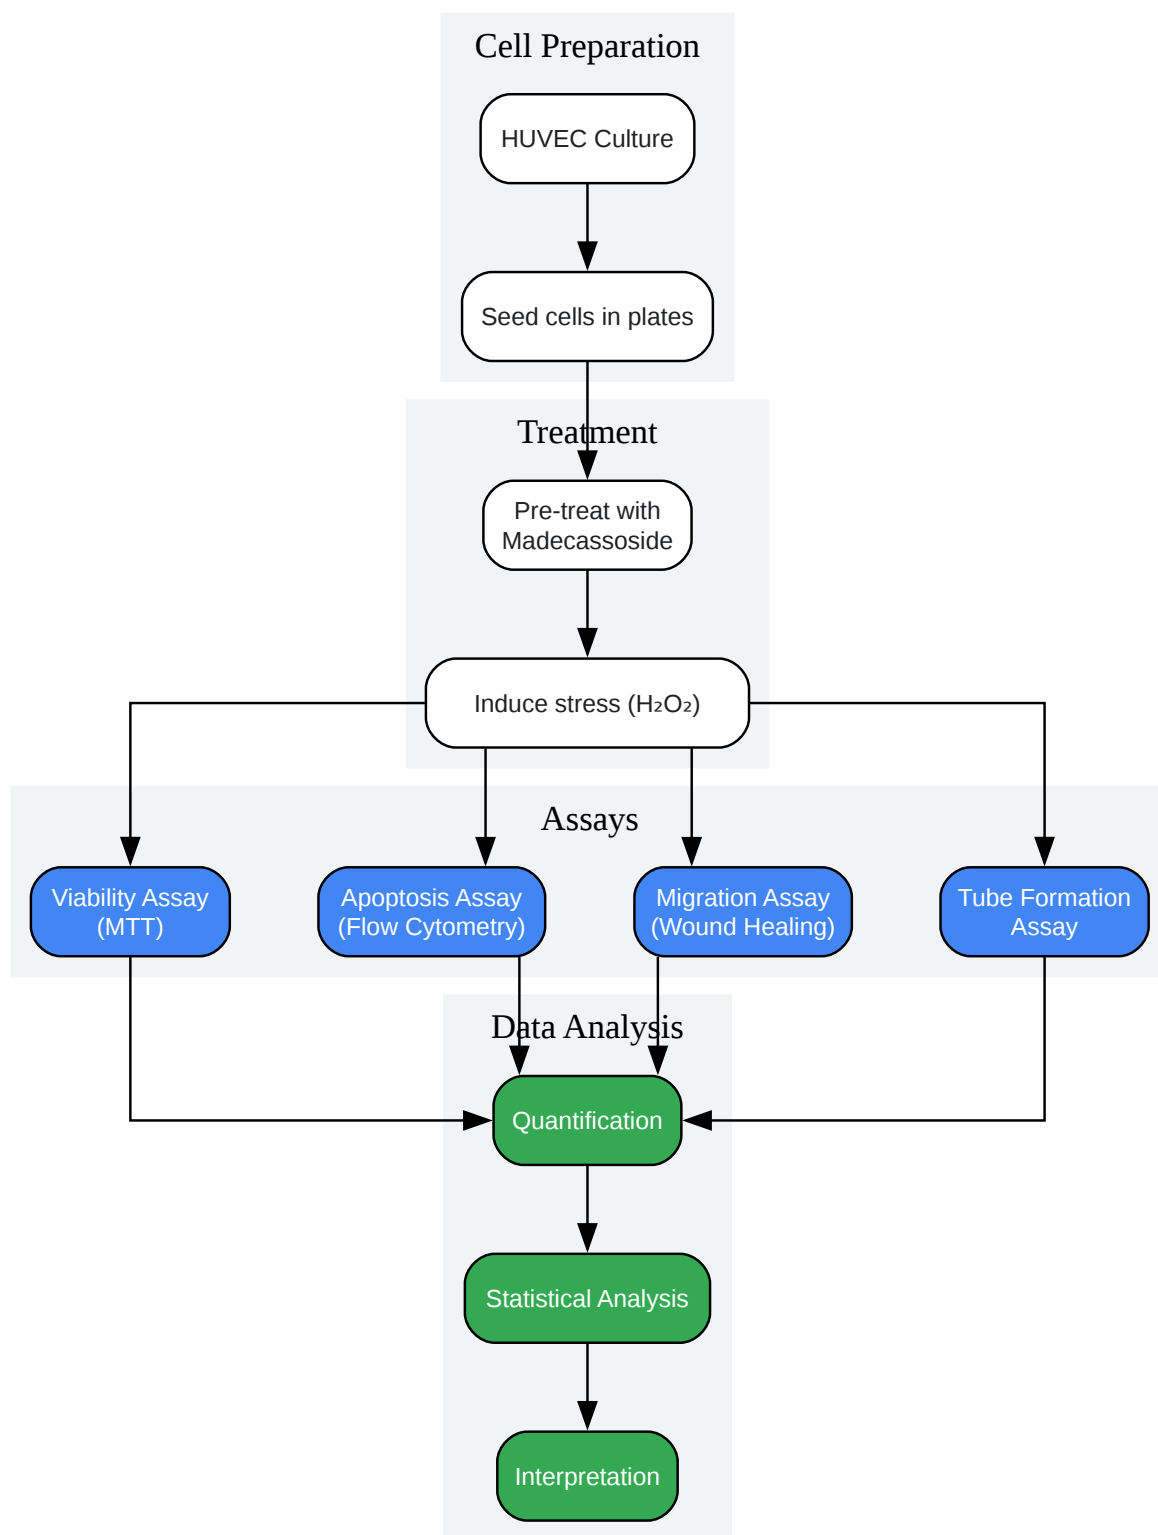 Cell Preparation
HUVEC Culture
Seed cells in plates
Treatment
Pre-treat with
Madecassoside
Induce stress (H₂O₂)
Assays
Viability Assay
(MTT)
Apoptosis Assay
(Flow Cytometry)
Migration Assay
(Wound Healing)
Tube Formation
Assay
Data Analysis
Quantification
Statistical Analysis
Interpretation